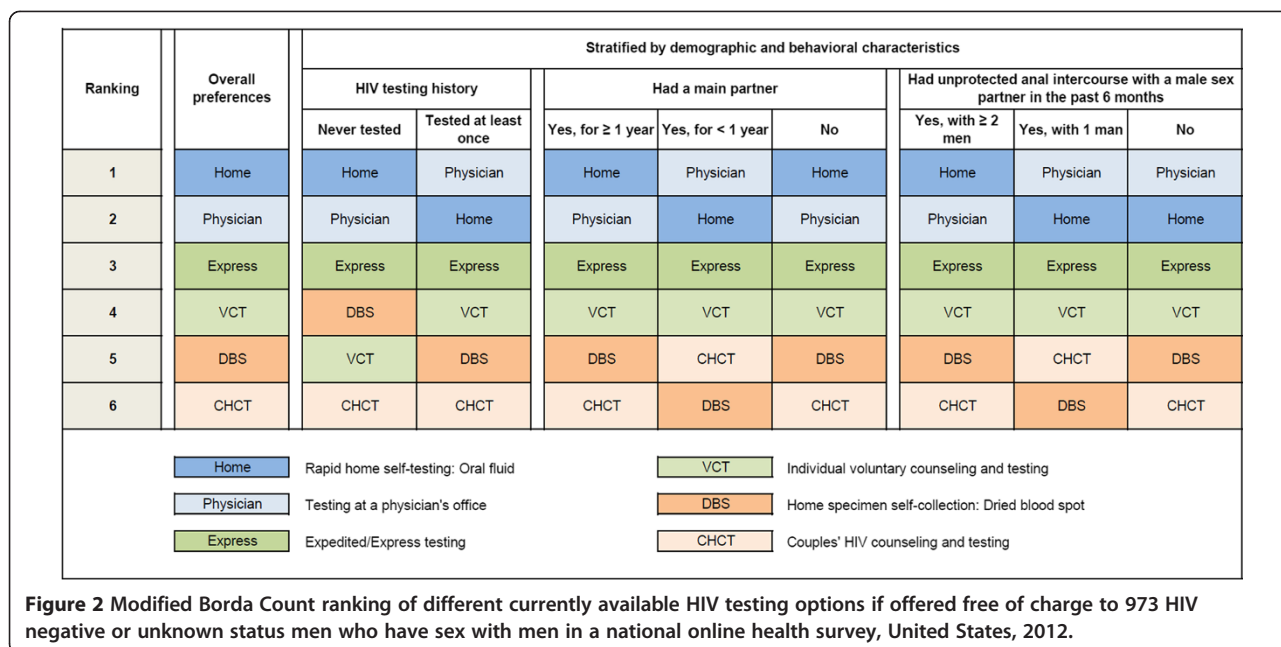 Ranking
Overall preferences
Stratified by demographic and behavioral characteristics
HIV testing history
Had a main partner
Had unprotected anal intercourse with a male sex partner in the past 6 months
Never tested
Tested at least once
Yes, for ≥ 1 year
Yes, for < 1 year
No
Yes, with ≥ 2 men
Yes, with 1 man
No
1 Home Home Physician Home Physician Home Home Physician Physician
2 Physician Physician Home Physician Home Physician Physician Home Home
3 Express Express Express Express Express Express Express Express Express
4 VCT DBS VCT VCT VCT VCT VCT VCT VCT
5 DBS VCT DBS DBS CHCT DBS DBS CHCT DBS
6 CHCT CHCT CHCT CHCT DBS CHCT CHCT DBS CHCT
Home Rapid home self-testing: Oral fluid
VCT Individual voluntary counseling and testing
Physician Testing at a physician's office
DBS Home specimen self-collection: Dried blood spot
Express Expedited/Express testing
CHCT Couples' HIV counseling and testing
Figure 2 Modified Borda Count ranking of different currently available HIV testing options if offered free of charge to 973 HIV
negative or unknown status men who have sex with men in a national online health survey, United States, 2012.